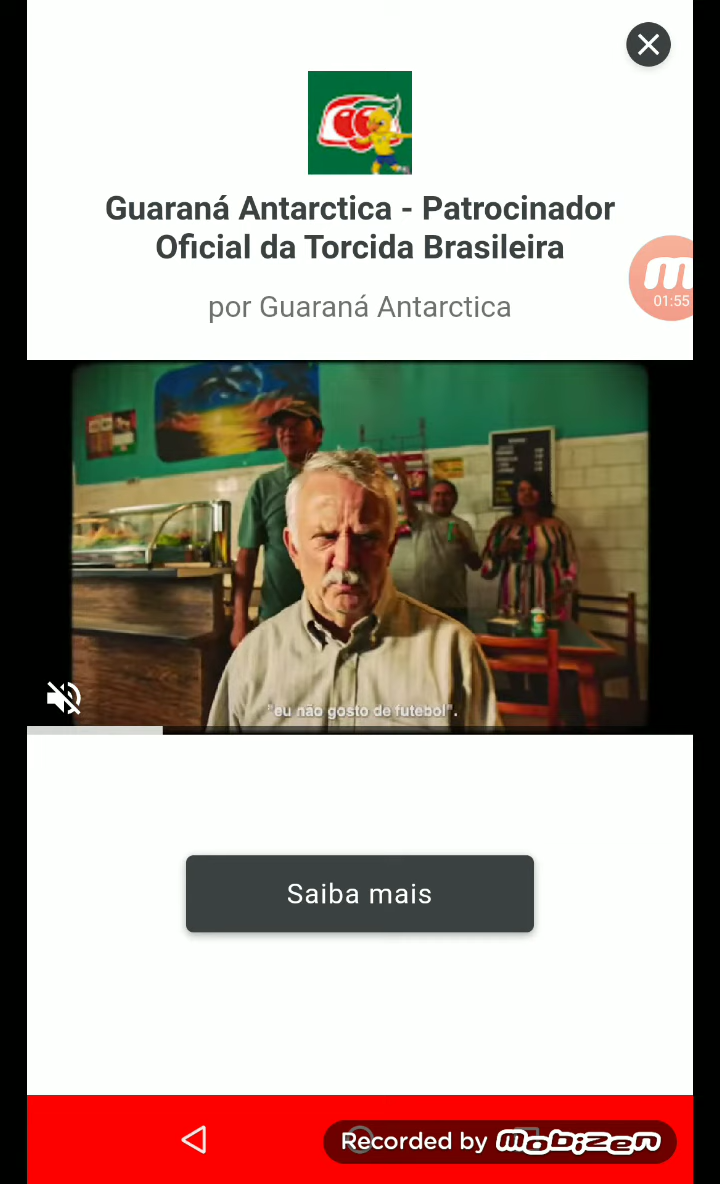 Guaraná Antarctica - Patrocinador
Oficial da Torcida Brasileira
por Guaraná Antarctica
m
01:55
"eu não gosto de futebol".
Saiba mais
Recorded by mobizen